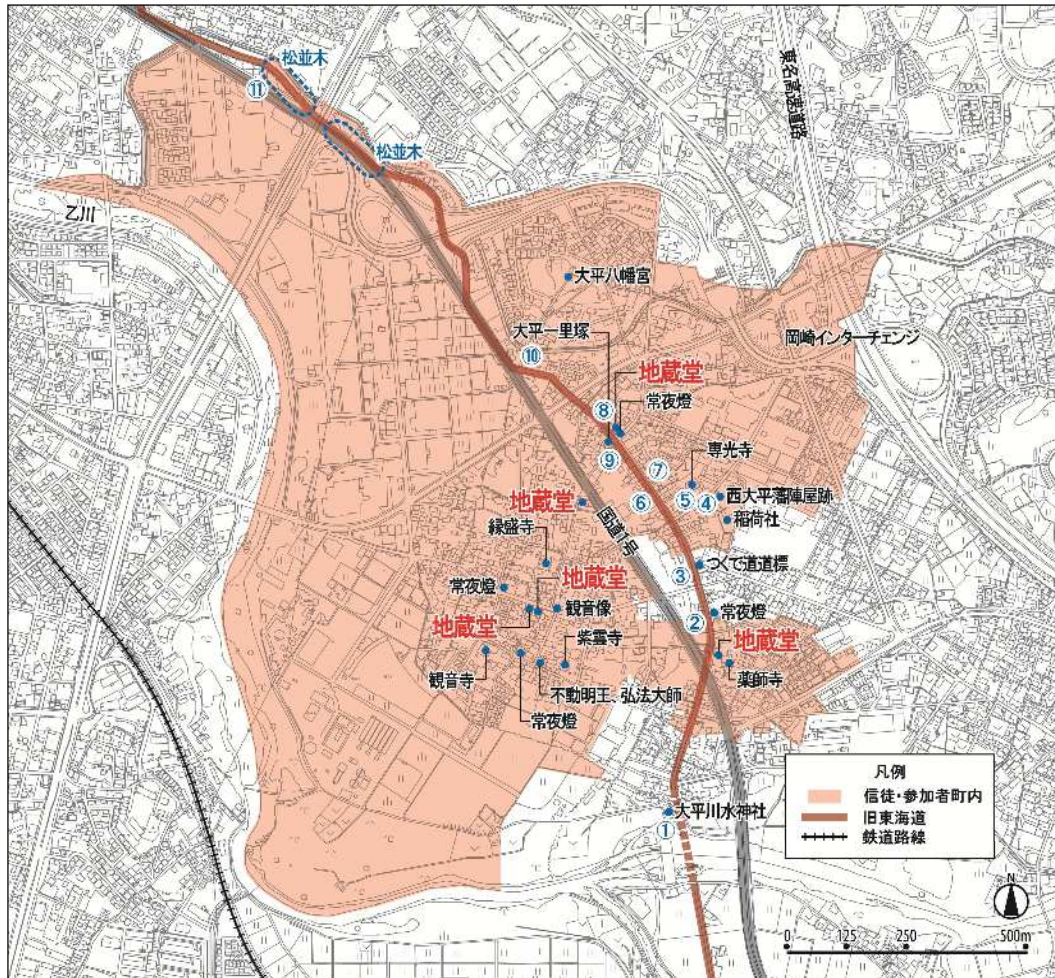 松並木
⑪
松並木
東名高速道路
乙川
大平八幡宮
岡崎インターチェンジ
大平一里塚
⑩
地蔵堂
常夜燈
⑧
⑨
⑦
専光寺
⑥
⑤
④
西大平藩陣屋跡
稲荷社
地蔵堂
国道1号
緑盛寺
③
つくて道道標
常夜燈
地蔵堂
観音像
②
常夜燈
地蔵堂
紫雲寺
地蔵堂
観音寺
不動明王、弘法大師
薬師寺
常夜燈
大平川水神社
①
凡例
信徒・参加者町内
旧東海道
鉄道路線
N
0 125 250 500m